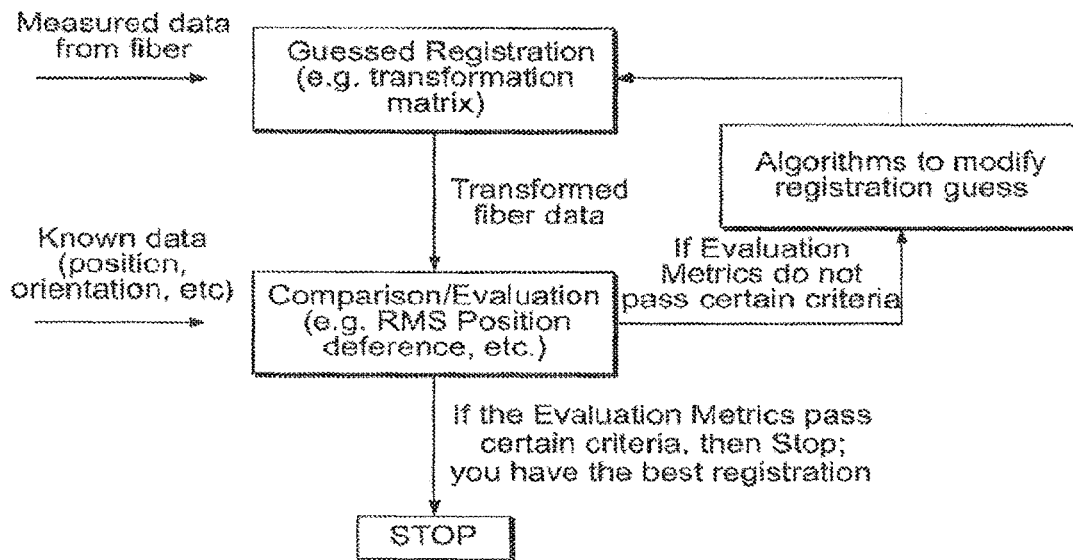 Measured data
from fiber
Guessed Registration
(e.g. transformation
matrix)
Algorithms to modify
registration guess
Transformed
fiber data
Known data
(position,
orientation, etc)
Comparison/Evaluation
(e.g. RMS Position
deference, etc.)
If Evaluation
Metrics do not
pass certain criteria
If the Evaluation Metrics pass
certain criteria, then Stop;
you have the best registration
STOP